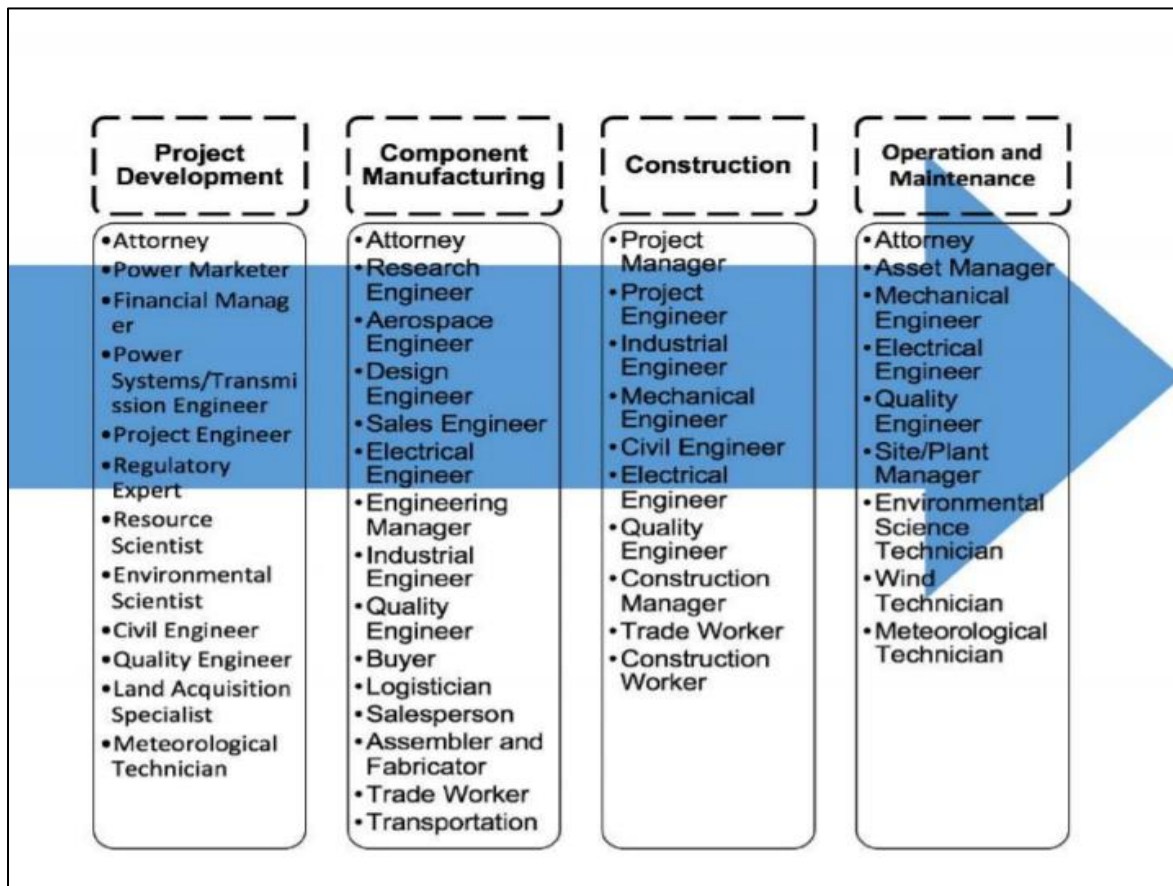 Project
Development
•Attorney
•Power Marketer
•Financial Manag
er
•Power
Systems/Transmi
ssion Engineer
•Project Engineer
•Regulatory
Expert
•Resource
Scientist
•Environmental
Scientist
•Civil Engineer
•Quality Engineer
•Land Acquisition
Specialist
•Meteorological
Technician
Component
Manufacturing
•Attorney
•Research
Engineer
•Aerospace
Engineer
•Design
Engineer
•Sales Engineer
•Electrical
Engineer
•Engineering
Manager
•Industrial
Engineer
•Quality
Engineer
•Buyer
•Logistician
•Salesperson
•Assembler and
Fabricator
•Trade Worker
•Transportation
Construction
•Project
Manager
•Project
Engineer
•Industrial
Engineer
•Mechanical
Engineer
•Civil Engineer
•Electrical
Engineer
•Quality
Engineer
•Construction
Manager
•Trade Worker
•Construction
Worker
Operation and
Maintenance
•Attorney
•Asset Manager
•Mechanical
Engineer
•Electrical
Engineer
•Quality
Engineer
•Site/Plant
Manager
•Environmental
Science
Technician
•Wind
Technician
•Meteorological
Technician